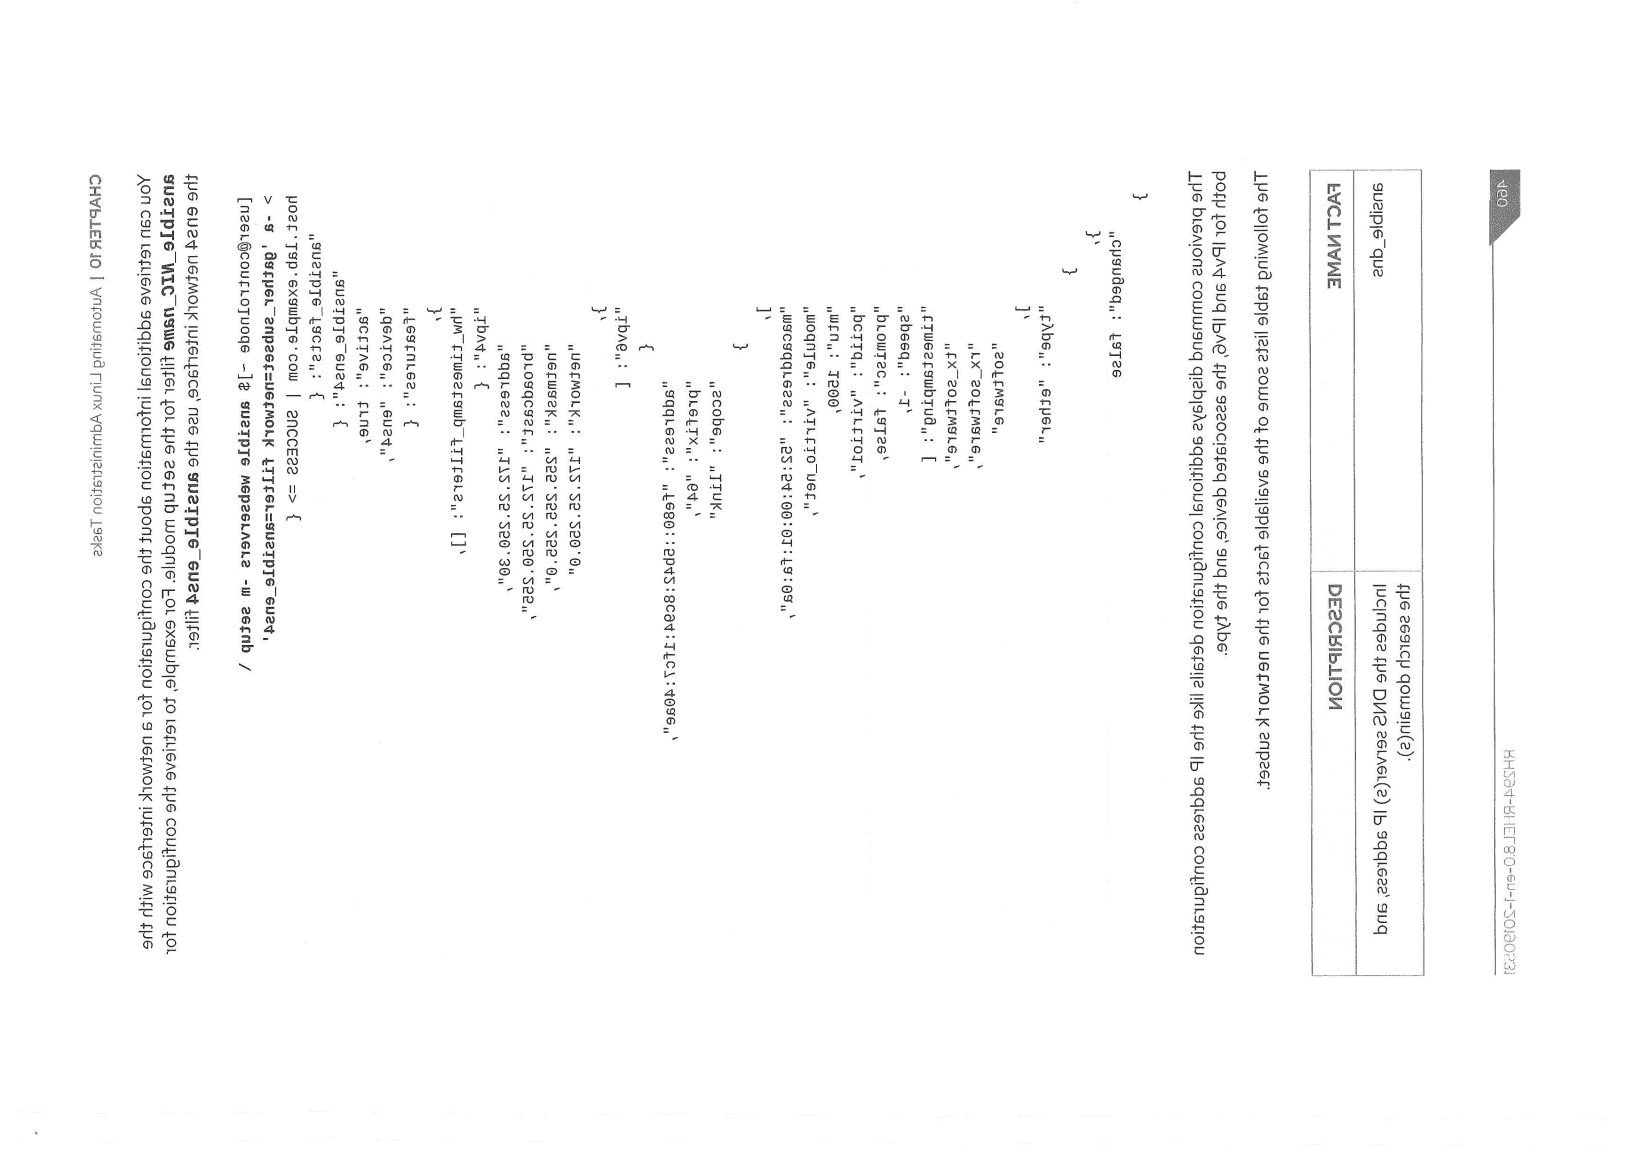 CHAPTER 10 | Automating Linux Administration Tasks
You can retrieve additional information about the configuration for a network interface with the
ansible_NIC_name filter for the setup module. For example, to retrieve the configuration for
the ens4 network interface, use the ansible_ens4 filter.
[user@controlnode ~]$ ansible webservers -m setup \
> -a 'gather_subset=network filter=ansible_ens4'
host.lab.example.com | SUCCESS => {
"ansible_facts": {
"ansible_ens4": {
"active": true,
"device": "ens4",
"features": {
},
"hw_timestamp_filters": [],
"ipv4": {
"address": "172.25.250.30",
"broadcast": "172.25.250.255",
"netmask": "255.255.255.0",
"network": "172.25.250.0"
},
"ipv6": [
{
"address": "fe80::5b42:8c94:1fc7:40ae",
"prefix": "64",
"scope": "link"
}
],
"macaddress": "52:54:00:01:fa:0a",
"module": "virtio_net",
"mtu": 1500,
"pciid": "virtio1",
"promisc": false,
"speed": -1,
"timestamping": [
"tx_software",
"rx_software",
"software"
],
"type": "ether"
}
},
"changed": false
}
The previous command displays additional configuration details like the IP address configuration
both for IPv4 and IPv6, the associated device, and the type.
The following table lists some of the available facts for the network subset.
FACT NAME DESCRIPTION
ansible_dns Includes the DNS server(s) IP address, and
the search domain(s).
460 RH294-RHEL8.0-en-1-20190531